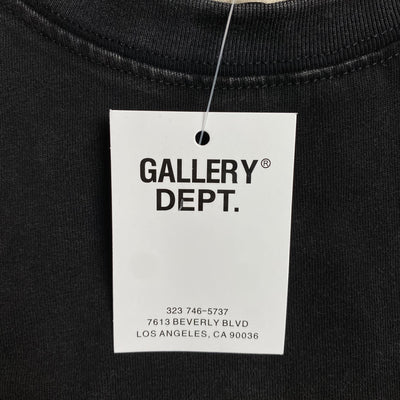 GALLERY®
DEPT.
323 746-5737
7613 BEVERLY BLVD
LOS ANGELES, CA 90036